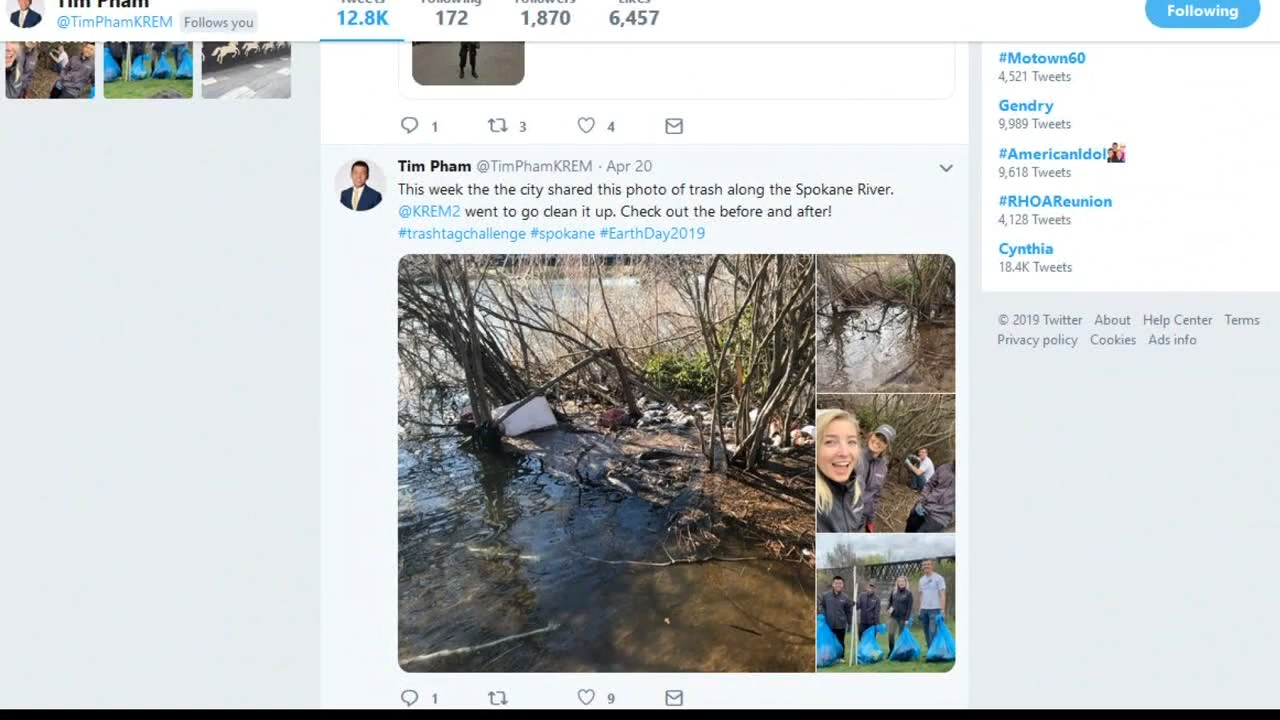 Tim Pham
@TimPhamKREM Follows you
Tweets Following Followers Likes
12.8K 172 1,870 6,457
Following
#Motown60
4,521 Tweets
Gendry
9,989 Tweets
#AmericanIdol
9,618 Tweets
#RHOAReunion
4,128 Tweets
Cynthia
18.4K Tweets
© 2019 Twitter About Help Center Terms
Privacy policy Cookies Ads info
1 3 4
Tim Pham @TimPhamKREM · Apr 20
This week the the city shared this photo of trash along the Spokane River.
@KREM2 went to go clean it up. Check out the before and after!
#trashtagchallenge #spokane #EarthDay2019
1 9